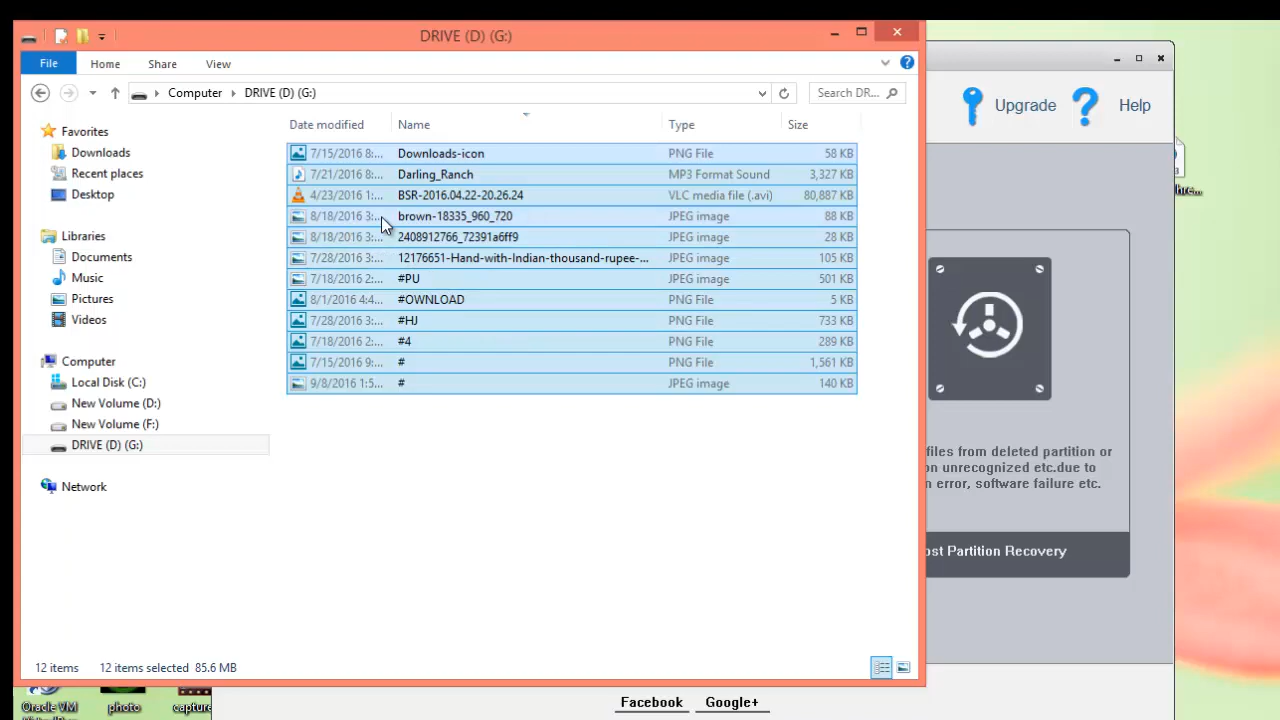 DRIVE (D) (G:)
File Home Share View
Computer DRIVE (D) (G:) Search DR...
Upgrade Help
Favorites
Downloads
Recent places
Desktop
Libraries
Documents
Music
Pictures
Videos
Computer
Local Disk (C:)
New Volume (D:)
New Volume (F:)
DRIVE (D) (G:)
Network
Date modified Name Type Size
7/15/2016 8:... Downloads-icon PNG File 58 KB
7/21/2016 8:... Darling_Ranch MP3 Format Sound 3,327 KB
4/23/2016 1:... BSR-2016.04.22-20.26.24 VLC media file (.avi) 80,887 KB
8/18/2016 3:... brown-18335_960_720 JPEG image 88 KB
8/18/2016 3:... 2408912766_72391a6ff9 JPEG image 28 KB
7/28/2016 3:... 12176651-Hand-with-Indian-thousand-rupee-... JPEG image 105 KB
7/18/2016 2:... #PU JPEG image 501 KB
8/1/2016 4:4... #OWNLOAD PNG File 5 KB
7/28/2016 3:... #HJ PNG File 733 KB
7/18/2016 2:... #4 PNG File 289 KB
7/15/2016 9:... # PNG File 1,561 KB
9/8/2016 1:5... # JPEG image 140 KB
files from deleted partition or
on unrecognized etc.due to
n error, software failure etc.
ost Partition Recovery
12 items 12 items selected 85.6 MB
Oracle VM photo captur
Facebook Google+